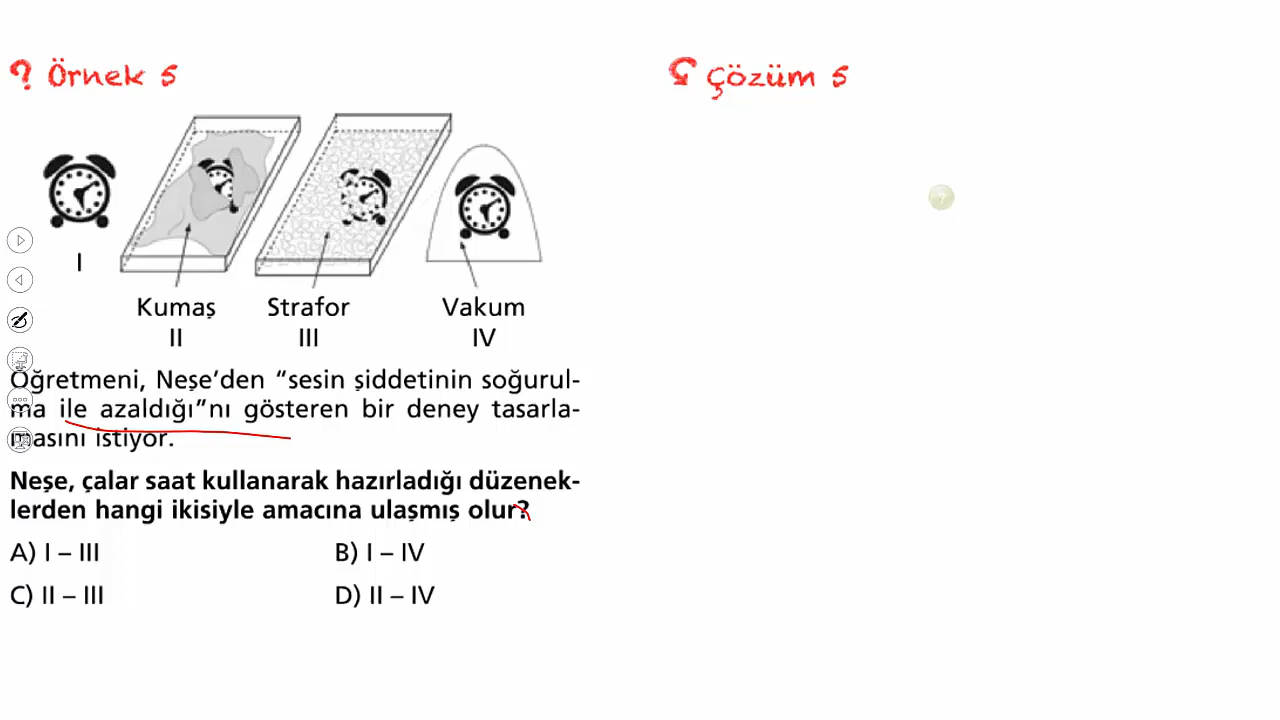 ? Örnek 5
Çözüm 5
I
Kumaş
II
Strafor
III
Vakum
IV
Öğretmeni, Neşe’den “sesin şiddetinin soğurul-
ma ile azaldığı”nı gösteren bir deney tasarla-
masını istiyor.
Neşe, çalar saat kullanarak hazırladığı düzenek-
lerden hangi ikisiyle amacına ulaşmış olur?
A) I – III
B) I – IV
C) II – III
D) II – IV